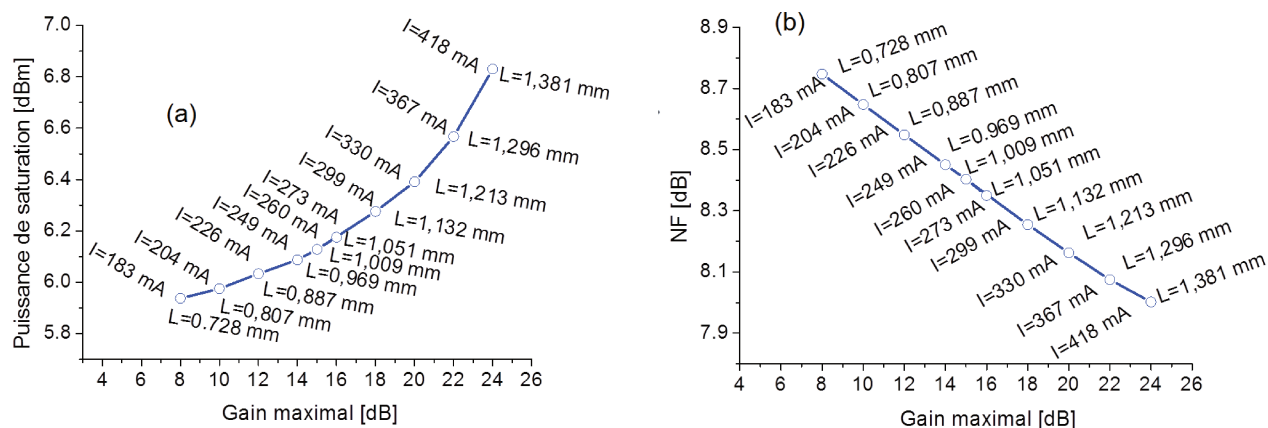 (a)
Puissance de saturation [dBm]
7.0
6.8
6.6
6.4
6.2
6.0
5.8
I=418 mA
I=367 mA
I=330 mA
I=299 mA
I=273 mA
I=260 mA
I=249 mA
I=226 mA
I=204 mA
I=183 mA
L=1,381 mm
L=1,296 mm
L=1,213 mm
L=1,132 mm
L=1,051 mm
L=1,009 mm
L=0,969 mm
L=0,887 mm
L=0,807 mm
L=0.728 mm
4 6 8 10 12 14 16 18 20 22 24 26
Gain maximal [dB]
(b)
NF [dB]
8.9
8.7
8.5
8.3
8.1
7.9
L=0,728 mm
L=0,807 mm
L=0,887 mm
L=0.969 mm
L=1,009 mm
L=1,051 mm
L=1,132 mm
L=1,213 mm
L=1,296 mm
L=1,381 mm
I=183 mA
I=204 mA
I=226 mA
I=249 mA
I=260 mA
I=273 mA
I=299 mA
I=330 mA
I=367 mA
I=418 mA
4 6 8 10 12 14 16 18 20 22 24 26
Gain maximal [dB]